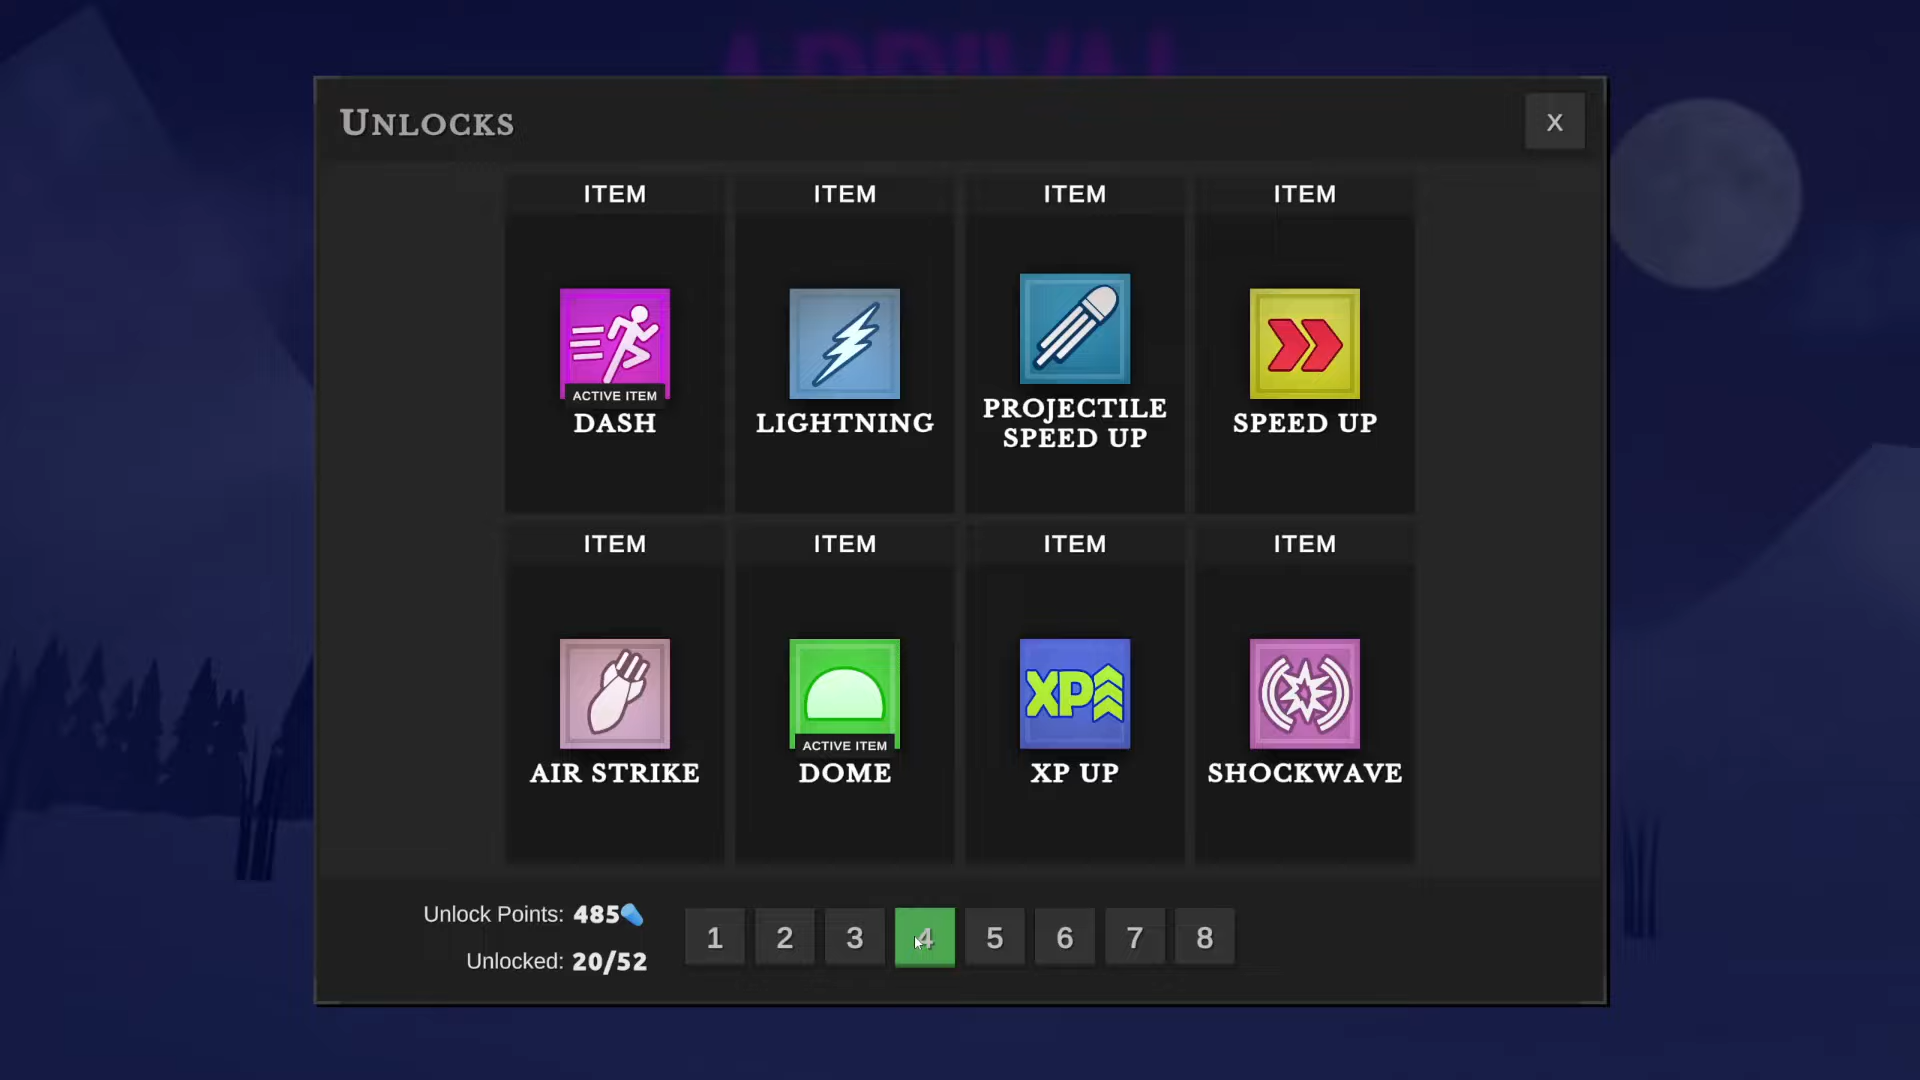 ARRIVAL
UNLOCKS
X
ITEM
ITEM
ITEM
ITEM
ACTIVE ITEM
DASH
LIGHTNING
PROJECTILE
SPEED UP
SPEED UP
ITEM
ITEM
ITEM
ITEM
XP
AIR STRIKE
ACTIVE ITEM
DOME
XP UP
SHOCKWAVE
Unlock Points: 485
Unlocked: 20/52
1 2 3 4 5 6 7 8